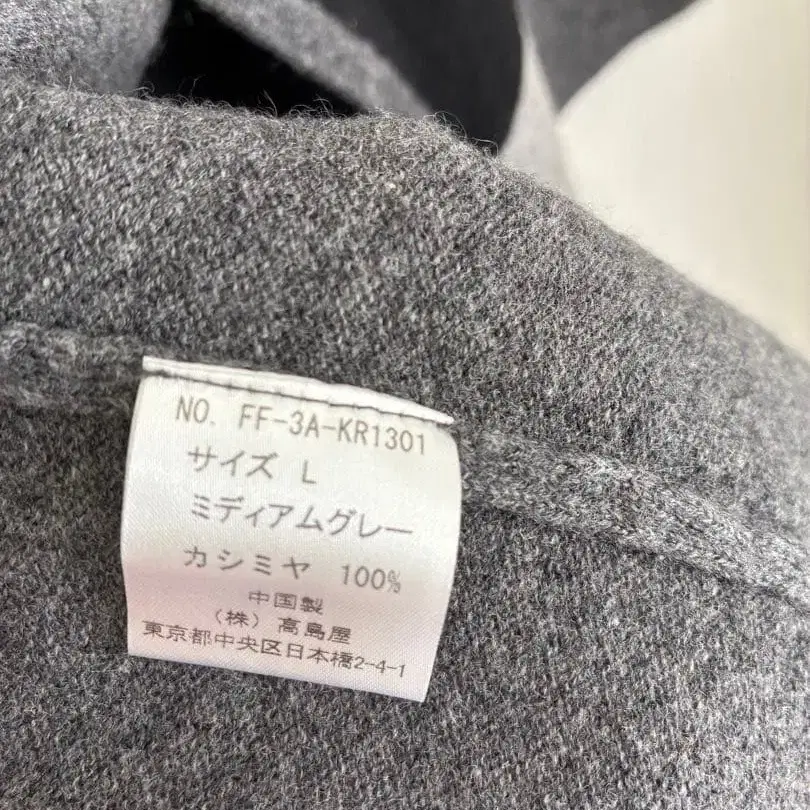 NO. FF-3A-KR1301
サイズ L
ミディアムグレー
カシミヤ 100%
中国製
(株) 高島屋
東京都中央区日本橋2-4-1